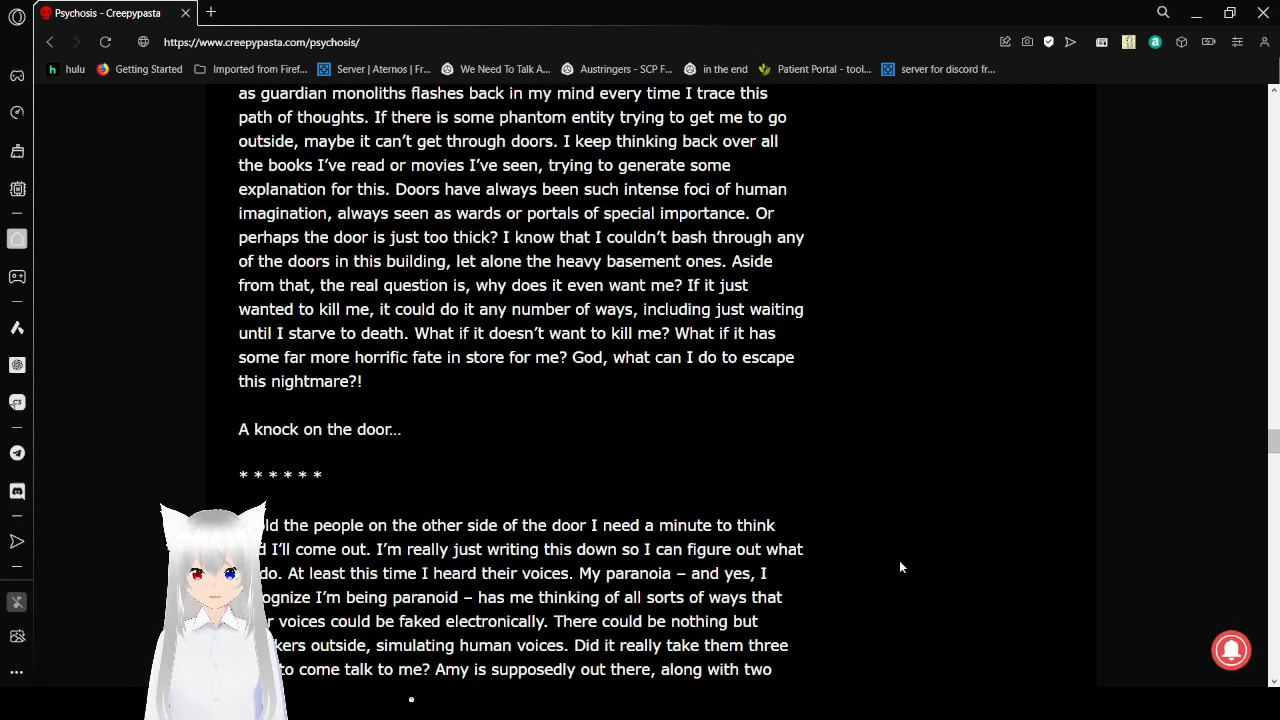 Psychosis - Creepypasta
https://www.creepypasta.com/psychosis/
hulu Getting Started Imported from Firef... Server | Aternos | Fr... We Need To Talk A... Austringers - SCP F... in the end Patient Portal - tool... server for discord fr...
as guardian monoliths flashes back in my mind every time I trace this
path of thoughts. If there is some phantom entity trying to get me to go
outside, maybe it can’t get through doors. I keep thinking back over all
the books I’ve read or movies I’ve seen, trying to generate some
explanation for this. Doors have always been such intense foci of human
imagination, always seen as wards or portals of special importance. Or
perhaps the door is just too thick? I know that I couldn’t bash through any
of the doors in this building, let alone the heavy basement ones. Aside
from that, the real question is, why does it even want me? If it just
wanted to kill me, it could do it any number of ways, including just waiting
until I starve to death. What if it doesn’t want to kill me? What if it has
some far more horrific fate in store for me? God, what can I do to escape
this nightmare?!
A knock on the door…
* * * * * *
the people on the other side of the door I need a minute to think
I’ll come out. I’m really just writing this down so I can figure out what
do. At least this time I heard their voices. My paranoia – and yes, I
I’m being paranoid – has me thinking of all sorts of ways that
voices could be faked electronically. There could be nothing but
outside, simulating human voices. Did it really take them three
to come talk to me? Amy is supposedly out there, along with two